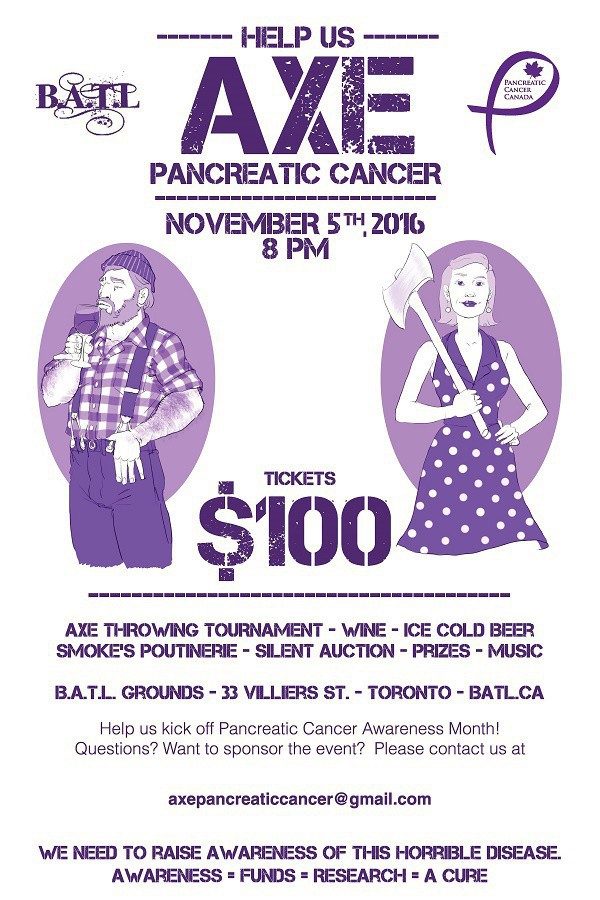 HELP US
B.A.T.L
AXE
PANCREATIC
CANCER
CANADA
PANCREATIC CANCER
NOVEMBER 5TH, 2016
8 PM
TICKETS
$100
AXE THROWING TOURNAMENT - WINE - ICE COLD BEER
SMOKE'S POUTINERIE - SILENT AUCTION - PRIZES - MUSIC
B.A.T.L. GROUNDS - 33 VILLIERS ST. - TORONTO - BATL.CA
Help us kick off Pancreatic Cancer Awareness Month!
Questions? Want to sponsor the event?  Please contact us at
axepancreaticcancer@gmail.com
WE NEED TO RAISE AWARENESS OF THIS HORRIBLE DISEASE.
AWARENESS = FUNDS = RESEARCH = A CURE